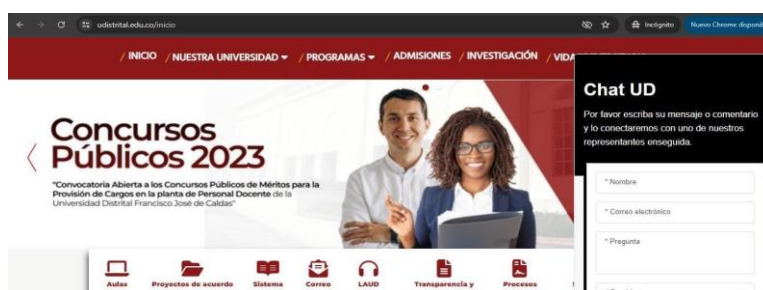 udistrital.edu.co/inicio
Incógnito
Nuevo Chrome disponible
/ INICIO / NUESTRA UNIVERSIDAD / PROGRAMAS / ADMISIONES / INVESTIGACIÓN
Concursos
Públicos 2023
"Convocatoria Abierta a los Concursos Públicos de Méritos para la
Provisión de Cargos en la planta de Personal Docente de la
Universidad Distrital Francisco José de Caldas"
Aulas
Proyectos de acuerdo
Sistema
Correo
LAUD
Transparencia y
Procesos
Chat UD
Por favor escriba su mensaje o comentario
y lo conectaremos con uno de nuestros
representantes enseguida.
* Nombre
* Correo electrónico
* Pregunta